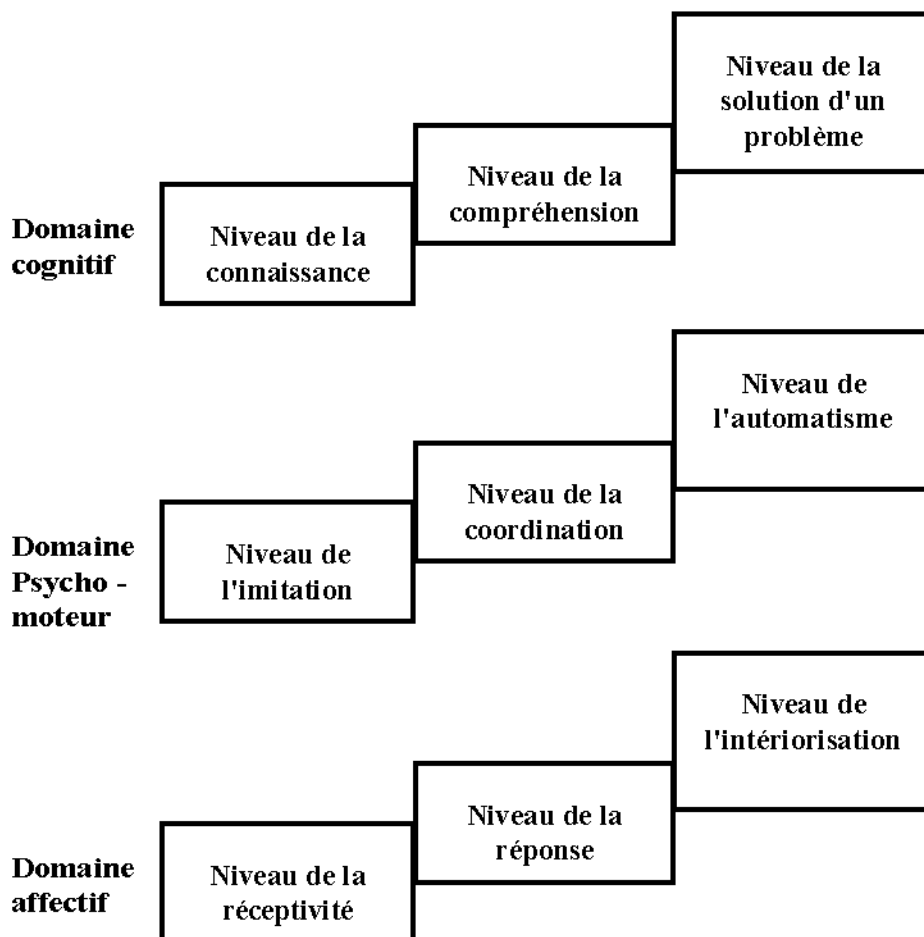 Domaine
cognitif
Niveau de la
connaissance
Niveau de la
compréhension
Niveau de la
solution d'un
problème
Domaine
Psycho -
moteur
Niveau de
l'imitation
Niveau de la
coordination
Niveau de
l'automatisme
Domaine
affectif
Niveau de la
réceptivité
Niveau de la
réponse
Niveau de
l'intériorisation